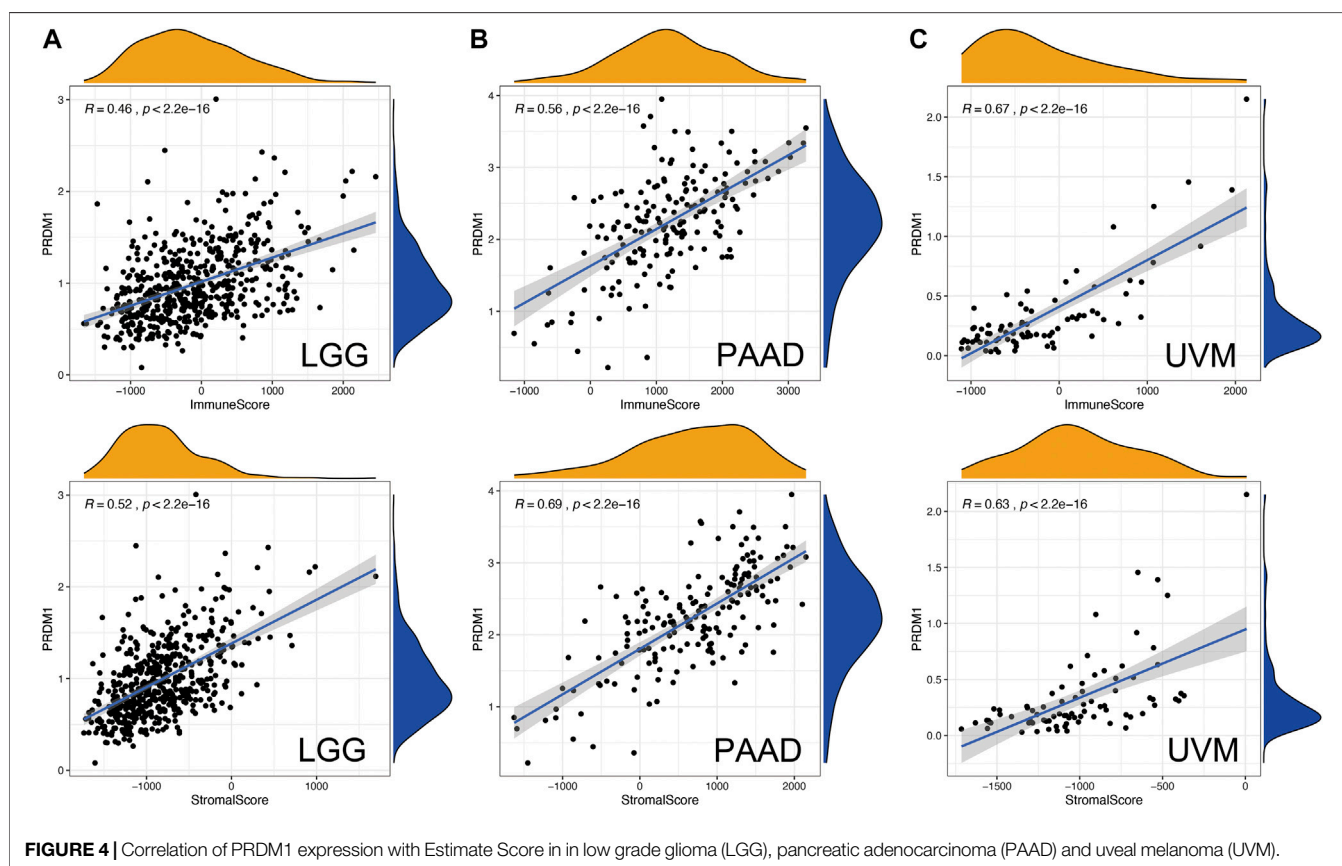 A
B
C
R = 0.46 , p < 2.2e−16
R = 0.56 , p < 2.2e−16
R = 0.67 , p < 2.2e−16
3
2
1
0
PRDM1
LGG
−1000 0 1000 2000
ImmuneScore
4
3
2
1
PRDM1
PAAD
−1000 0 1000 2000 3000
ImmuneScore
2.0
1.5
1.0
0.5
0.0
PRDM1
UVM
−1000 0 1000 2000
ImmuneScore
R = 0.52 , p < 2.2e−16
R = 0.69 , p < 2.2e−16
R = 0.63 , p < 2.2e−16
3
2
1
0
PRDM1
LGG
−1000 0 1000
StromalScore
4
3
2
1
PRDM1
PAAD
−1000 0 1000 2000
StromalScore
2.0
1.5
1.0
0.5
0.0
PRDM1
UVM
−1500 −1000 −500 0
StromalScore
FIGURE 4 | Correlation of PRDM1 expression with Estimate Score in in low grade glioma (LGG), pancreatic adenocarcinoma (PAAD) and uveal melanoma (UVM).